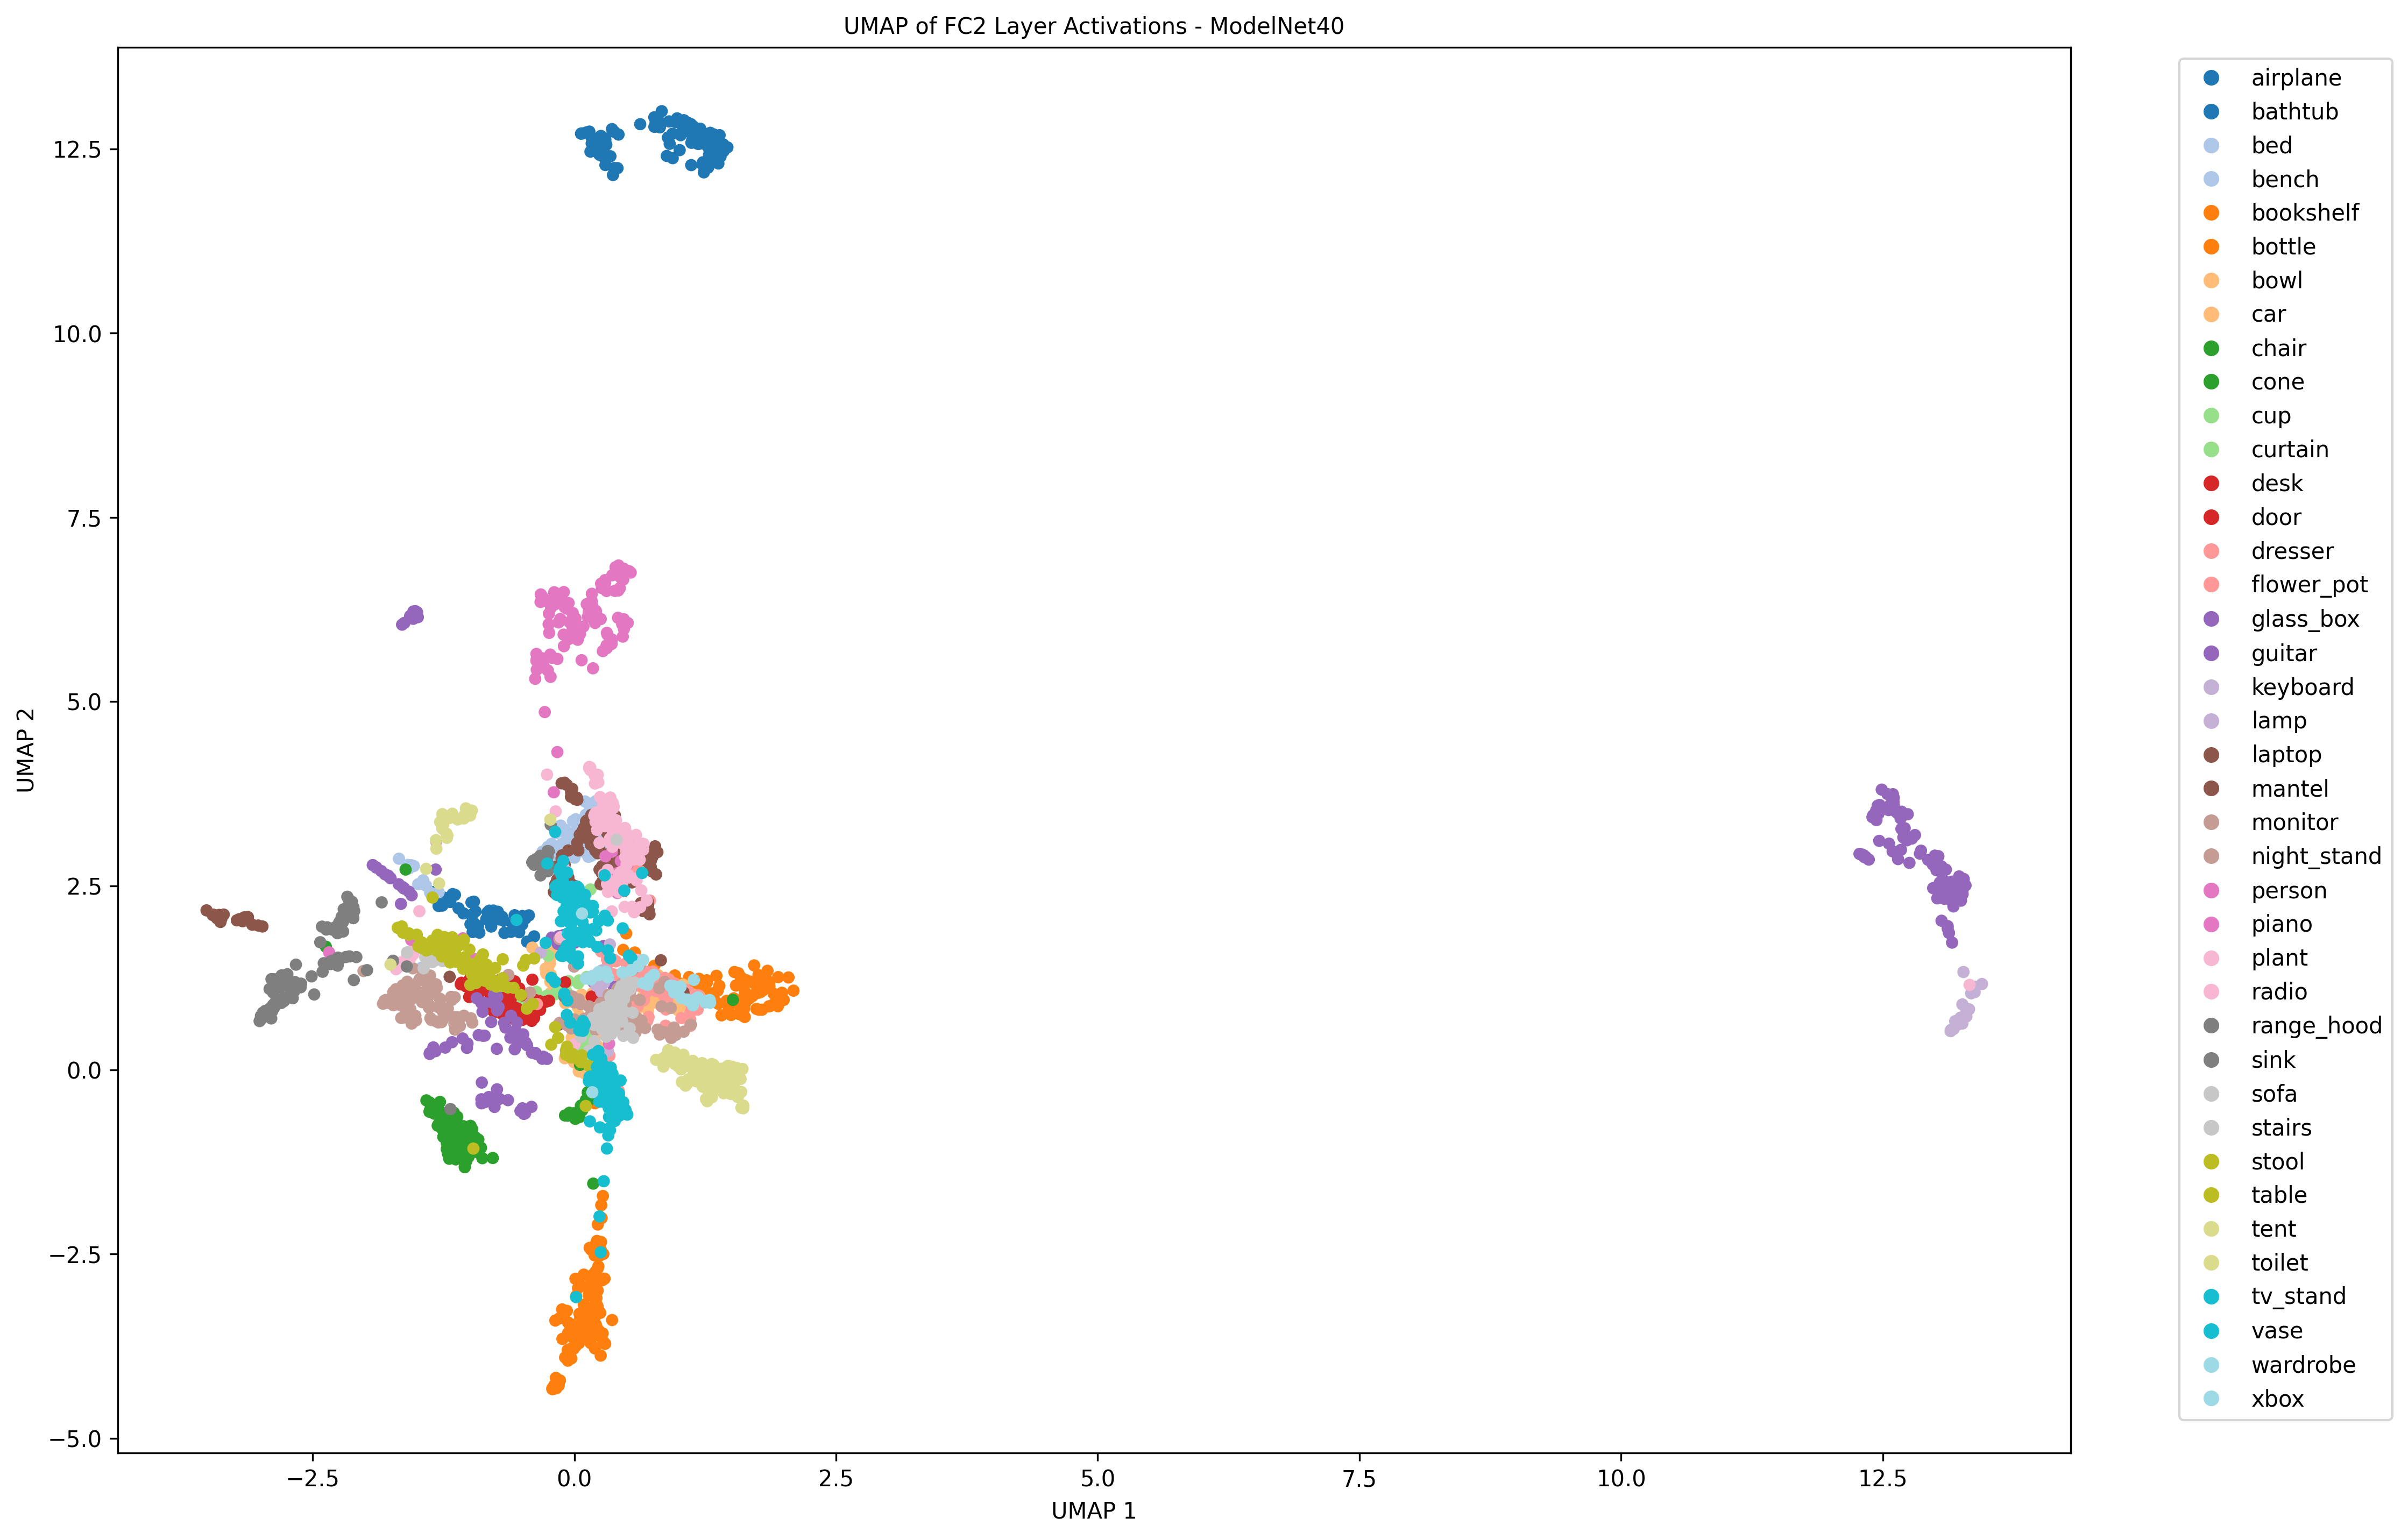 UMAP of FC2 Layer Activations - ModelNet40
12.5
10.0
7.5
5.0
2.5
0.0
−2.5
−5.0
UMAP 2
−2.5
0.0
2.5
5.0
7.5
10.0
12.5
UMAP 1
airplane
bathtub
bed
bench
bookshelf
bottle
bowl
car
chair
cone
cup
curtain
desk
door
dresser
flower_pot
glass_box
guitar
keyboard
lamp
laptop
mantel
monitor
night_stand
person
piano
plant
radio
range_hood
sink
sofa
stairs
stool
table
tent
toilet
tv_stand
vase
wardrobe
xbox